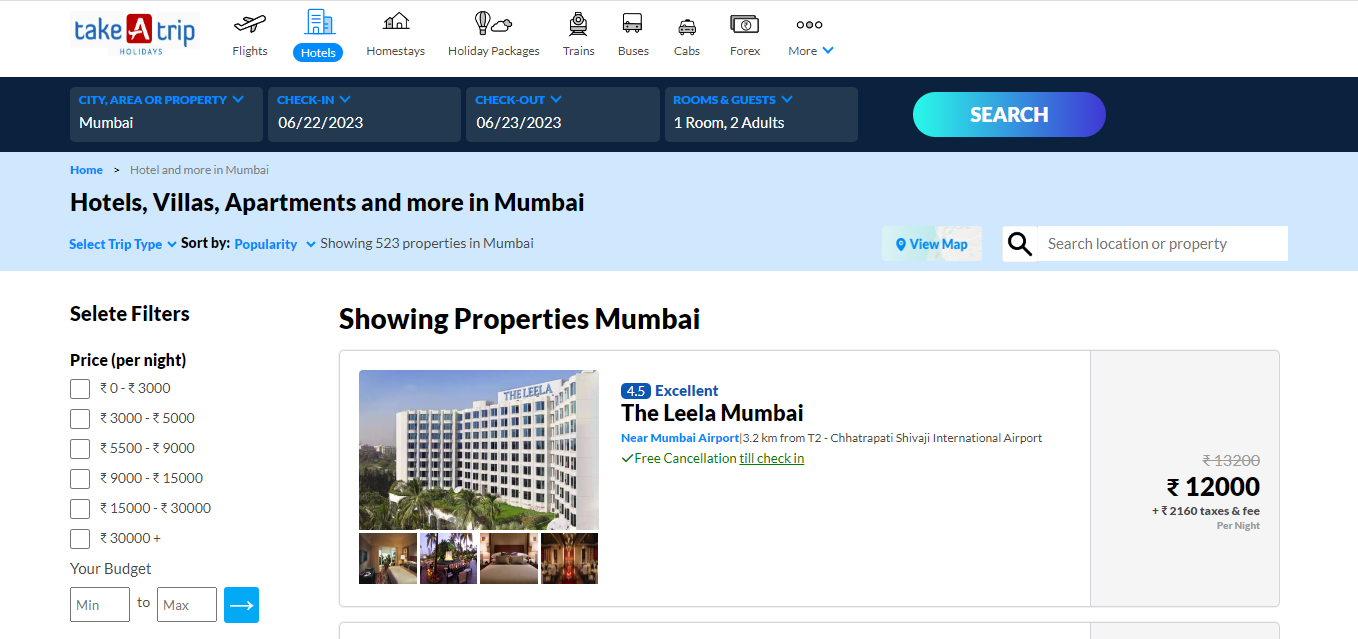 take A trip
HOLIDAYS
Flights
Hotels
Homestays
Holiday Packages
Trains
Buses
Cabs
Forex
More
CITY, AREA OR PROPERTY
Mumbai
CHECK-IN
06/22/2023
CHECK-OUT
06/23/2023
ROOMS & GUESTS
1 Room, 2 Adults
SEARCH
Home > Hotel and more in Mumbai
Hotels, Villas, Apartments and more in Mumbai
Select Trip Type Sort by: Popularity Showing 523 properties in Mumbai
View Map
Search location or property
Selete Filters
Price (per night)
₹ 0 - ₹ 3000
₹ 3000 - ₹ 5000
₹ 5500 - ₹ 9000
₹ 9000 - ₹ 15000
₹ 15000 - ₹ 30000
₹ 30000 +
Your Budget
Min to Max
Showing Properties Mumbai
THE LEELA
4.5 Excellent
The Leela Mumbai
Near Mumbai Airport|3.2 km from T2 - Chhatrapati Shivaji International Airport
Free Cancellation till check in
₹ 13200
₹ 12000
+ ₹ 2160 taxes & fee
Per Night